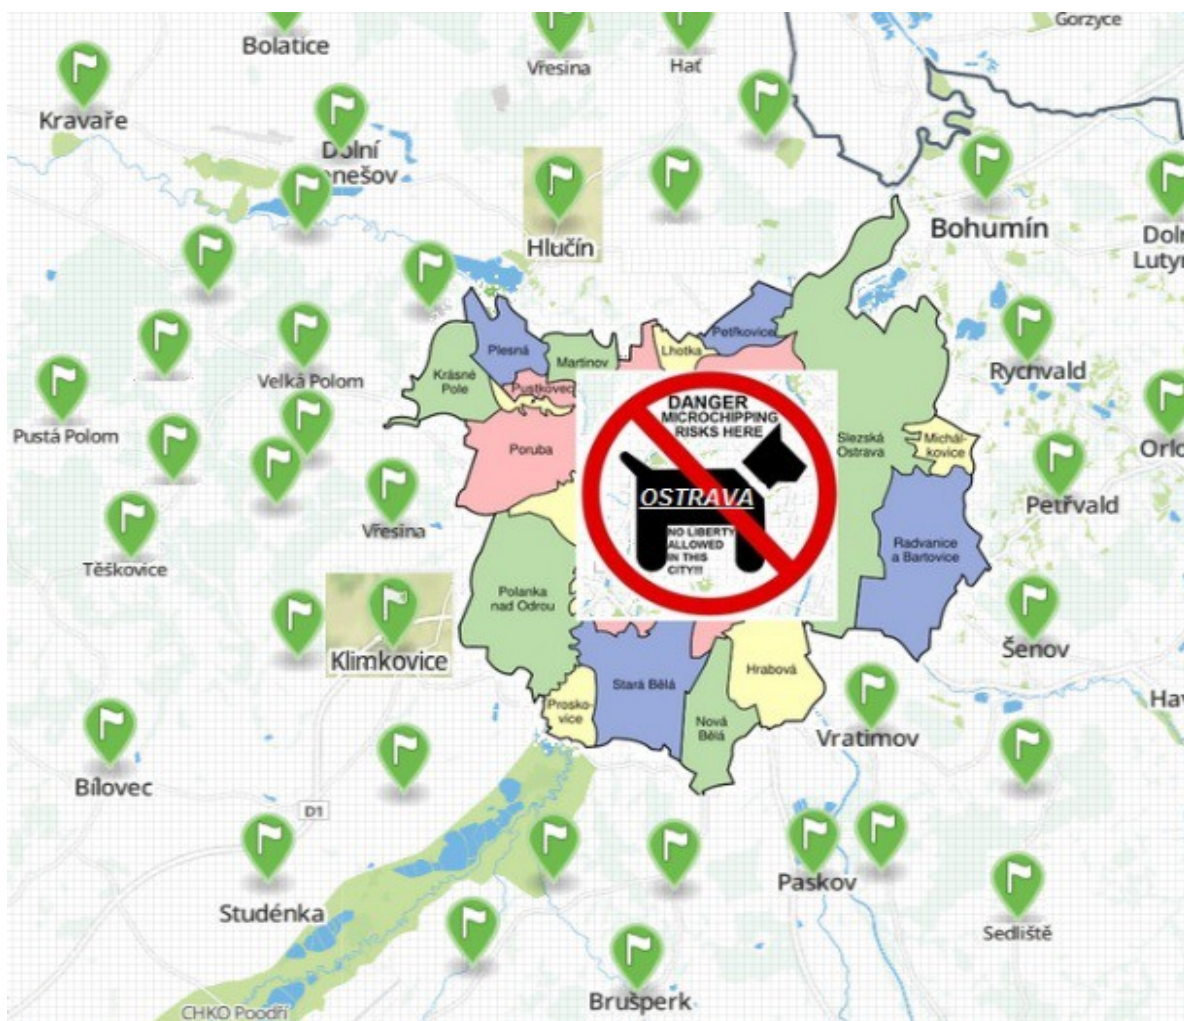 Gorzyce
Bolatice
Vřesina
Hať
Kravaře
Dolní
Hlučín
Bohumín
Petřkovice
Lhotka
Plesná
Martinov
Krásné
Pole
Pustkovec
Rychvald
Velká Polom
Pustá Polom
Poruba
DANGER
MICROCHIPPING
RISKS HERE
OSTRAVA
NO LIBERTY
ALLOWED
IN THIS
CITY!!!
Slezská
Ostrava
Michál-
kovice
Petřvald
Vřesina
Radvanice
a Bartovice
Těškovice
Polanka
nad Odrou
Šenov
Klimkovice
Stará Bělá
Hrabová
Prosko-
vice
Nová
Bělá
Vratimov
Bílovec
D1
Paskov
Studénka
Sedliště
Brušperk
CHKO Poodří